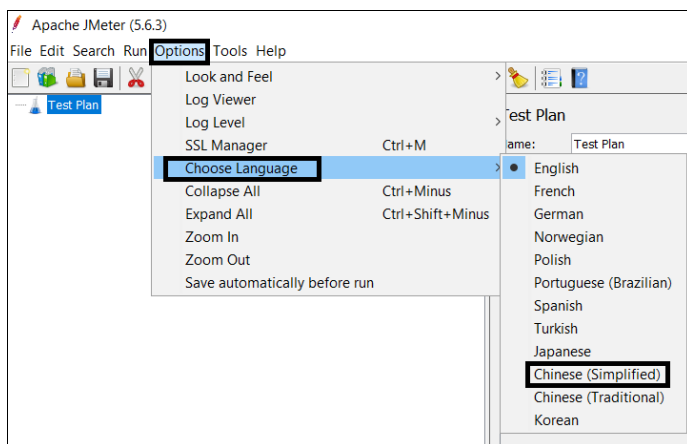 Apache JMeter (5.6.3)
File Edit Search Run Options Tools Help
Test Plan
Look and Feel
Log Viewer
Log Level
SSL Manager Ctrl+M
Choose Language
Collapse All Ctrl+Minus
Expand All Ctrl+Shift+Minus
Zoom In
Zoom Out
Save automatically before run
Test Plan
ame: Test Plan
English
French
German
Norwegian
Polish
Portuguese (Brazilian)
Spanish
Turkish
Japanese
Chinese (Simplified)
Chinese (Traditional)
Korean